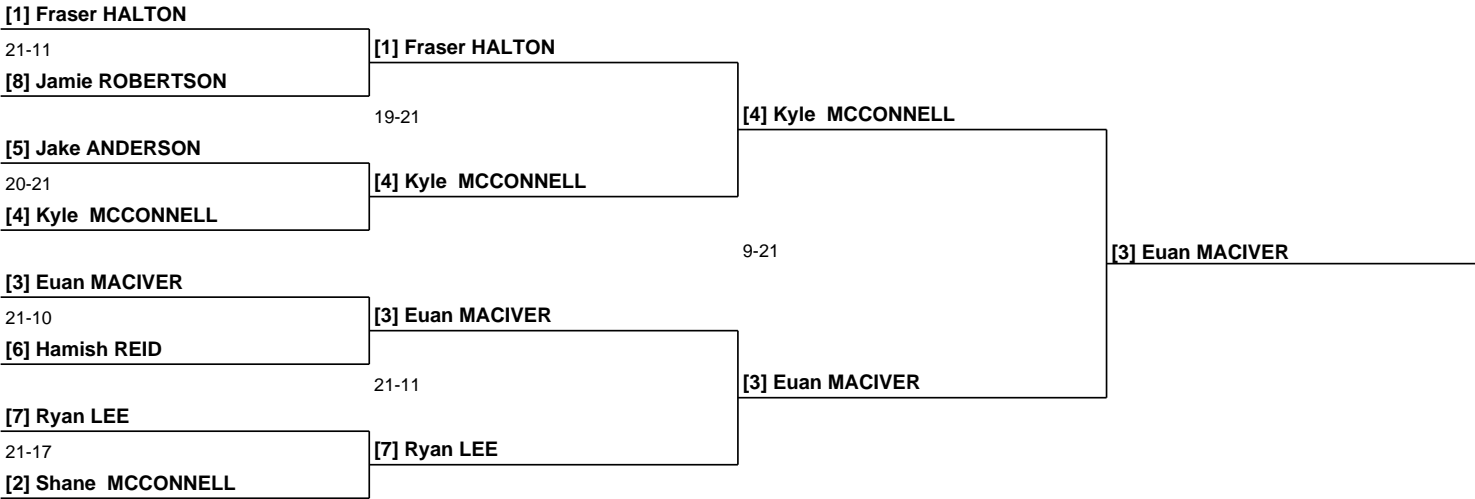 [1] Fraser HALTON
21-11
[8] Jamie ROBERTSON
[5] Jake ANDERSON
20-21
[4] Kyle  MCCONNELL
[3] Euan MACIVER
21-10
[6] Hamish REID
[7] Ryan LEE
21-17
[2] Shane  MCCONNELL
[1] Fraser HALTON
19-21
[4] Kyle  MCCONNELL
[3] Euan MACIVER
21-11
[7] Ryan LEE
[4] Kyle  MCCONNELL
9-21
[3] Euan MACIVER
[3] Euan MACIVER